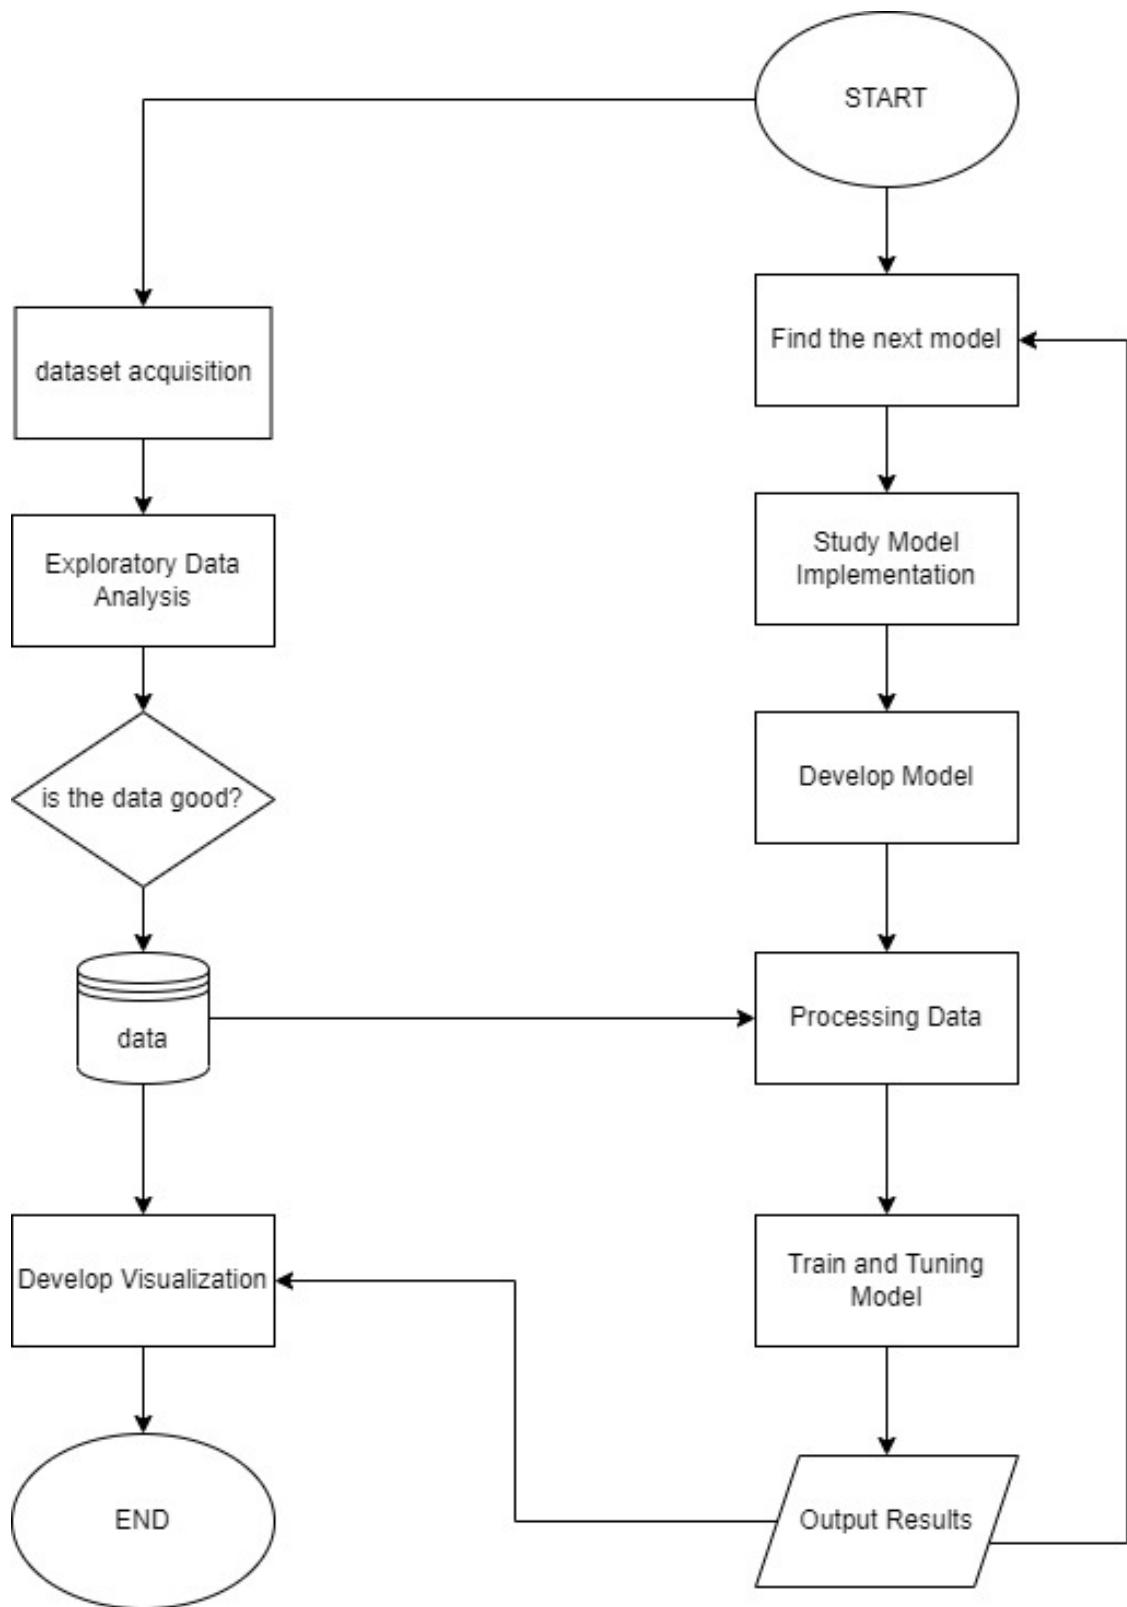 START
dataset acquisition
Find the next model
Exploratory Data
Analysis
Study Model
Implementation
is the data good?
Develop Model
data
Processing Data
Develop Visualization
Train and Tuning
Model
END
Output Results